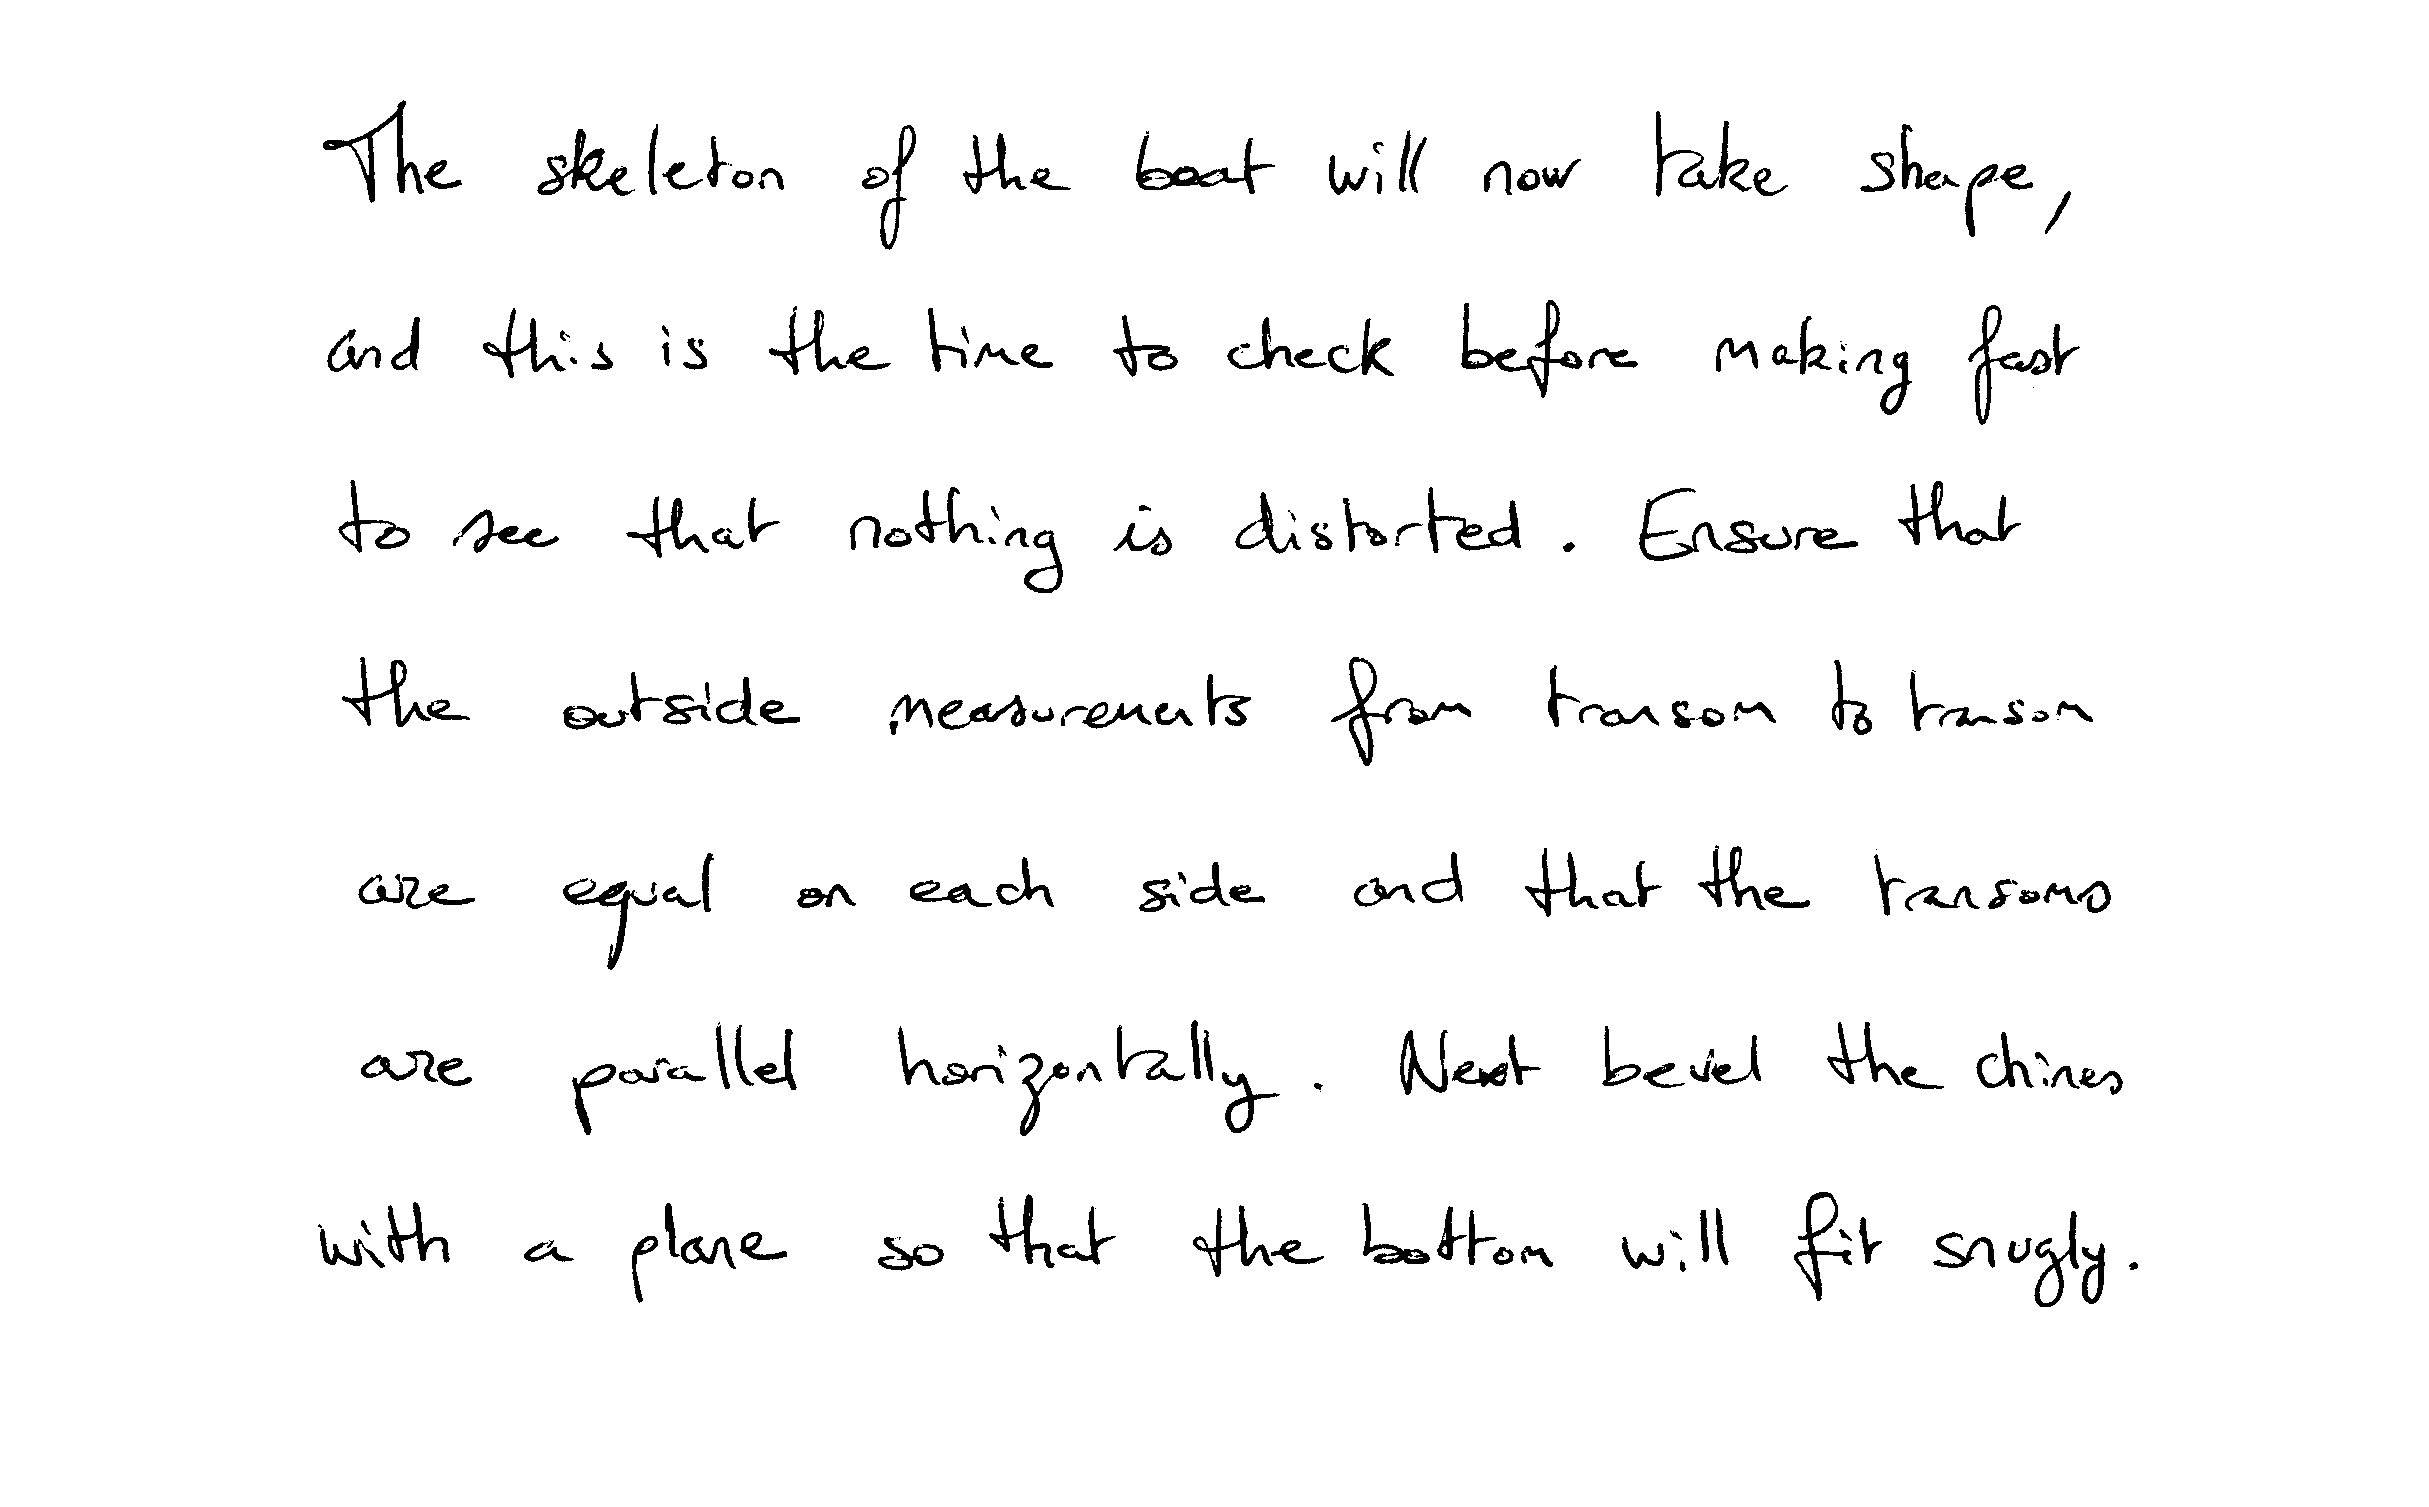 The skeleton of the boat will now take shape,
and this is the time to check before making fast
to see that nothing is distorted. Ensure that
the outside measurements from transom to transom
are equal on each side and that the transoms
are parallel horizontally. Next bevel the chines
with a plane so that the bottom will fit snugly.